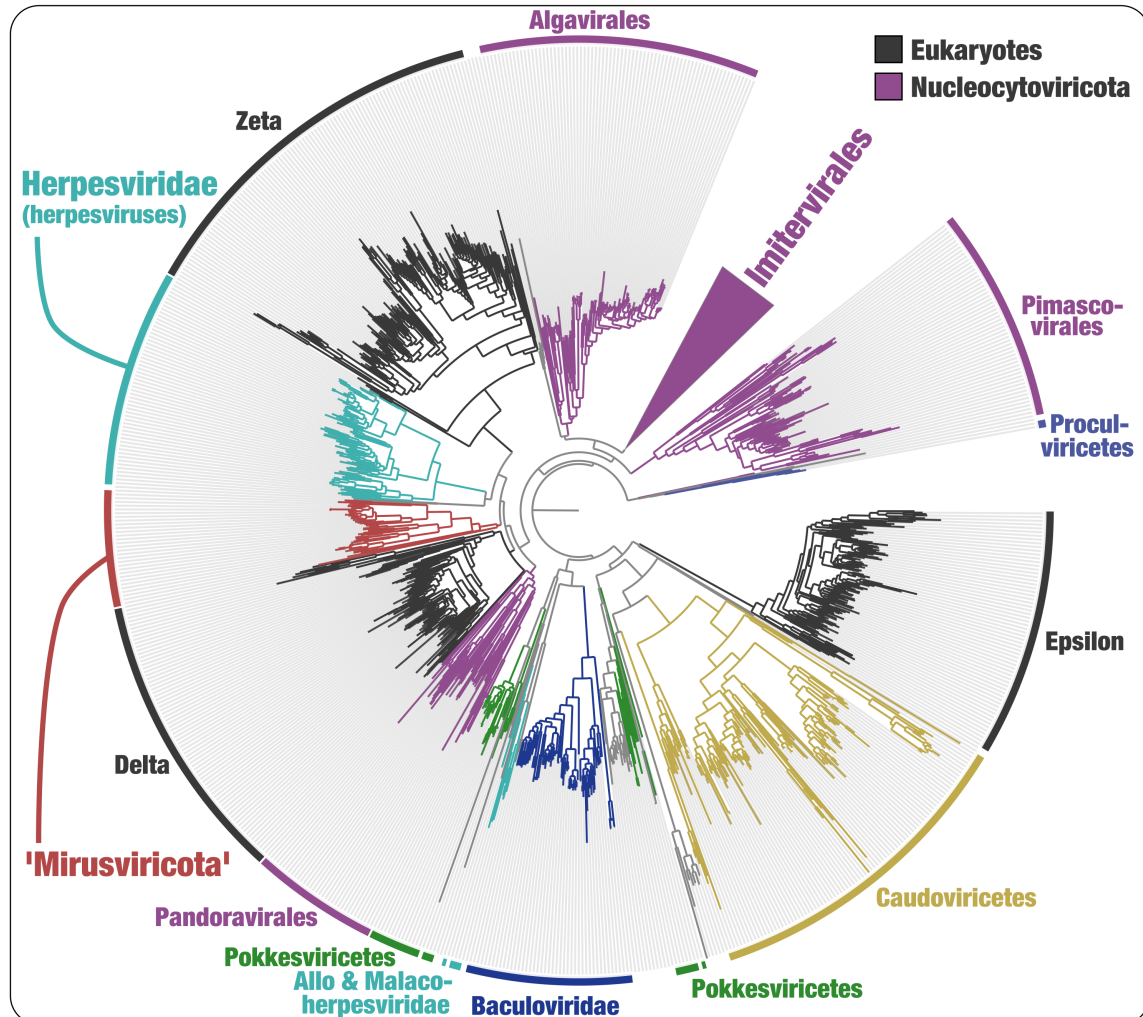 Algavirales
Eukaryotes
Nucleocytoviricota
Zeta
Imitervirales
Herpesviridae
(herpesviruses)
Pimasco-
virales
Procul-
viricetes
Epsilon
Delta
'Mirusviricota'
Caudoviricetes
Pandoravirales
Pokkesviricetes
Allo & Malaco-
herpesviridae
Baculoviridae
Pokkesviricetes